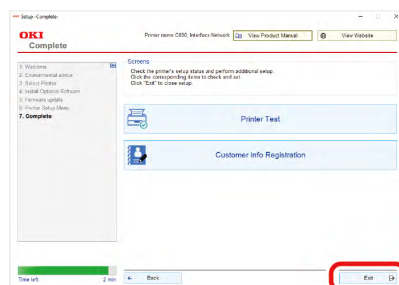 Setup - Complete
OKI
Complete
Printer name C650, Interface Network
View Product Manual
View Website
1. Welcome
2. Environmental advice
3. Select Printer
4. Install Optional Software
5. Firmware update
6. Printer Setup Menu
7. Complete
Screens
Check the printer's setup status and perform additional setup.
Click the corresponding items to check and set.
Click "Exit" to close setup.
Printer Test
Customer Info Registration
Time left
2 min
Back
Exit